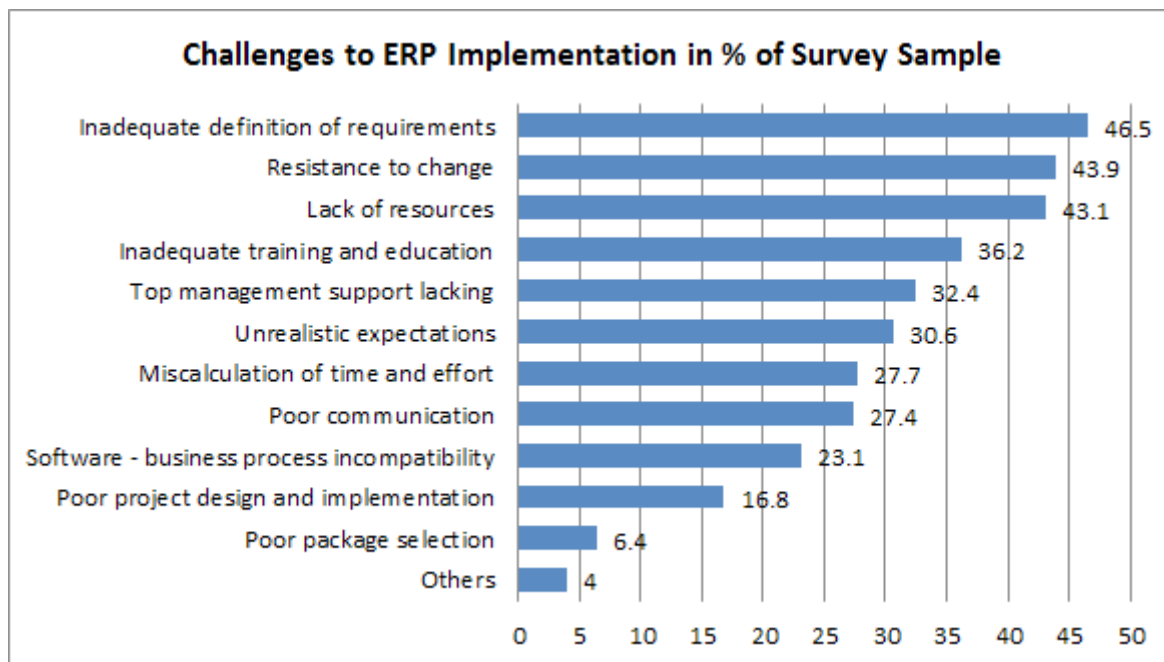 Challenges to ERP Implementation in % of Survey Sample
Inadequate definition of requirements 46.5
Resistance to change 43.9
Lack of resources 43.1
Inadequate training and education 36.2
Top management support lacking 32.4
Unrealistic expectations 30.6
Miscalculation of time and effort 27.7
Poor communication 27.4
Software - business process incompatibility 23.1
Poor project design and implementation 16.8
Poor package selection 6.4
Others 4
0 5 10 15 20 25 30 35 40 45 50